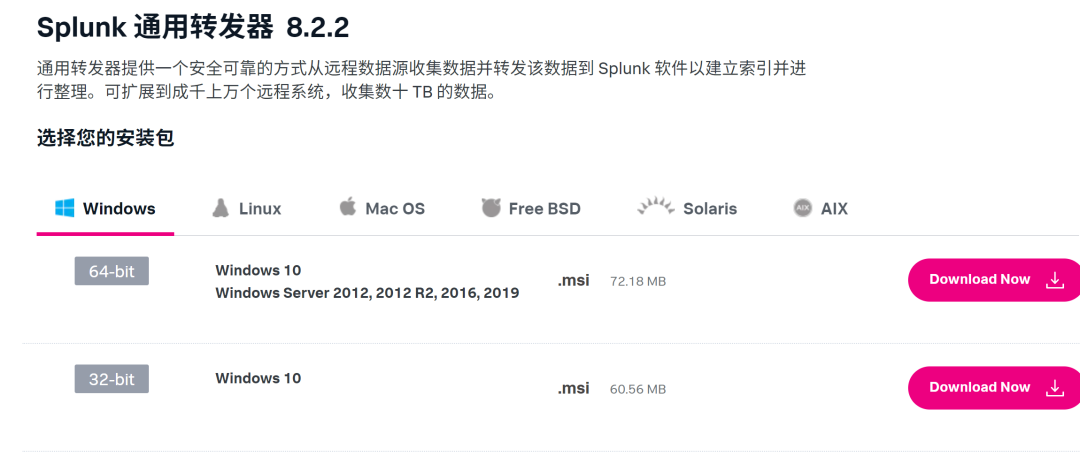 Splunk 通用转发器 8.2.2
通用转发器提供一个安全可靠的方式从远程数据源收集数据并转发该数据到 Splunk 软件以建立索引并进
行整理。可扩展到成千上万个远程系统，收集数十 TB 的数据。
选择您的安装包
Windows Linux Mac OS Free BSD Solaris AIX AIX
64-bit Windows 10 .msi 72.18 MB Download Now
Windows Server 2012, 2012 R2, 2016, 2019
32-bit Windows 10 .msi 60.56 MB Download Now